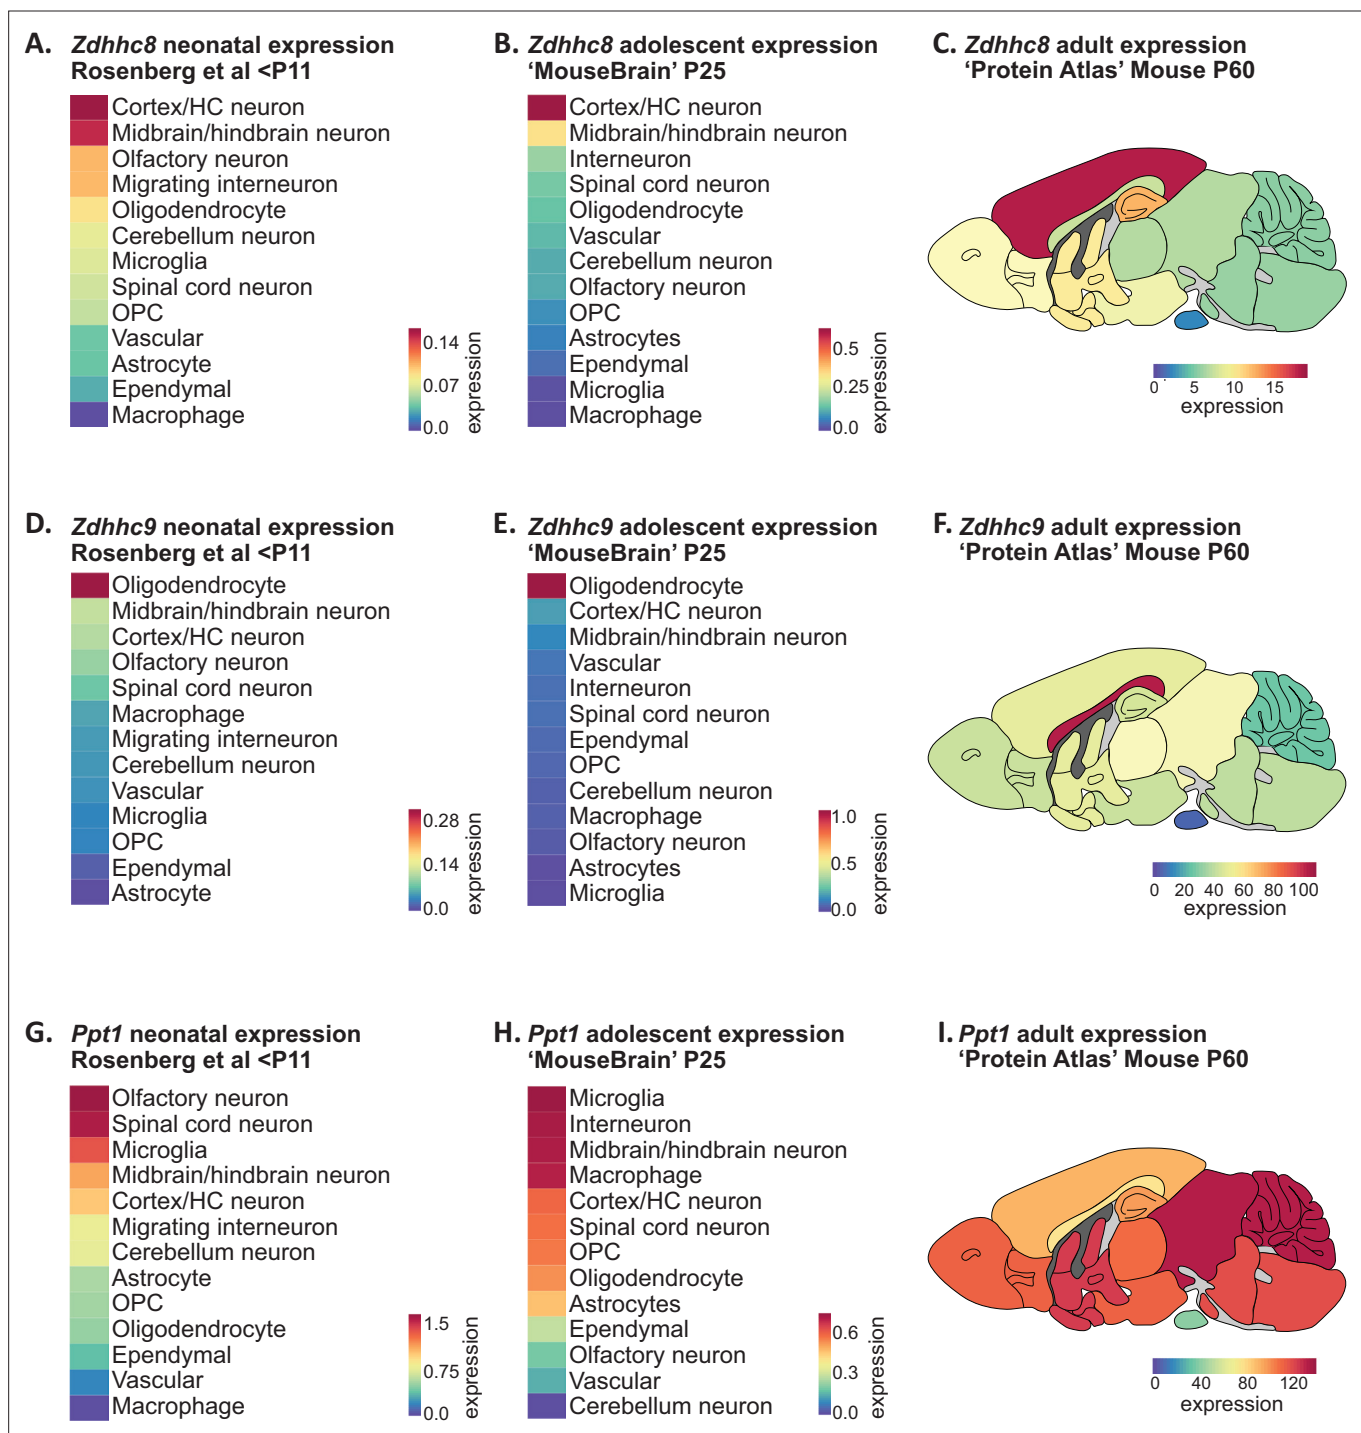 A. Zdhhc8 neonatal expression
Rosenberg et al <P11
Cortex/HC neuron
Midbrain/hindbrain neuron
Olfactory neuron
Migrating interneuron
Oligodendrocyte
Cerebellum neuron
Microglia
Spinal cord neuron
OPC
Vascular
Astrocyte
Ependymal
Macrophage
0.14
0.07
0.0
expression
B. Zdhhc8 adolescent expression
'MouseBrain' P25
Cortex/HC neuron
Midbrain/hindbrain neuron
Interneuron
Spinal cord neuron
Oligodendrocyte
Vascular
Cerebellum neuron
Olfactory neuron
OPC
Astrocytes
Ependymal
Microglia
Macrophage
0.5
0.25
0.0
expression
C. Zdhhc8 adult expression
'Protein Atlas' Mouse P60
0 5 10 15
expression
D. Zdhhc9 neonatal expression
Rosenberg et al <P11
Oligodendrocyte
Midbrain/hindbrain neuron
Cortex/HC neuron
Olfactory neuron
Spinal cord neuron
Macrophage
Migrating interneuron
Cerebellum neuron
Vascular
Microglia
OPC
Ependymal
Astrocyte
0.28
0.14
0.0
expression
E. Zdhhc9 adolescent expression
'MouseBrain' P25
Oligodendrocyte
Cortex/HC neuron
Midbrain/hindbrain neuron
Vascular
Interneuron
Spinal cord neuron
Ependymal
OPC
Cerebellum neuron
Macrophage
Olfactory neuron
Astrocytes
Microglia
1.0
0.5
0.0
expression
F. Zdhhc9 adult expression
'Protein Atlas' Mouse P60
0 20 40 60 80 100
expression
G. Ppt1 neonatal expression
Rosenberg et al <P11
Olfactory neuron
Spinal cord neuron
Microglia
Midbrain/hindbrain neuron
Cortex/HC neuron
Migrating interneuron
Cerebellum neuron
Astrocyte
OPC
Oligodendrocyte
Ependymal
Vascular
Macrophage
1.5
0.75
0.0
expression
H. Ppt1 adolescent expression
'MouseBrain' P25
Microglia
Interneuron
Midbrain/hindbrain neuron
Macrophage
Cortex/HC neuron
Spinal cord neuron
OPC
Oligodendrocyte
Astrocytes
Ependymal
Olfactory neuron
Vascular
Cerebellum neuron
0.6
0.3
0.0
expression
I. Ppt1 adult expression
'Protein Atlas' Mouse P60
0 40 80 120
expression